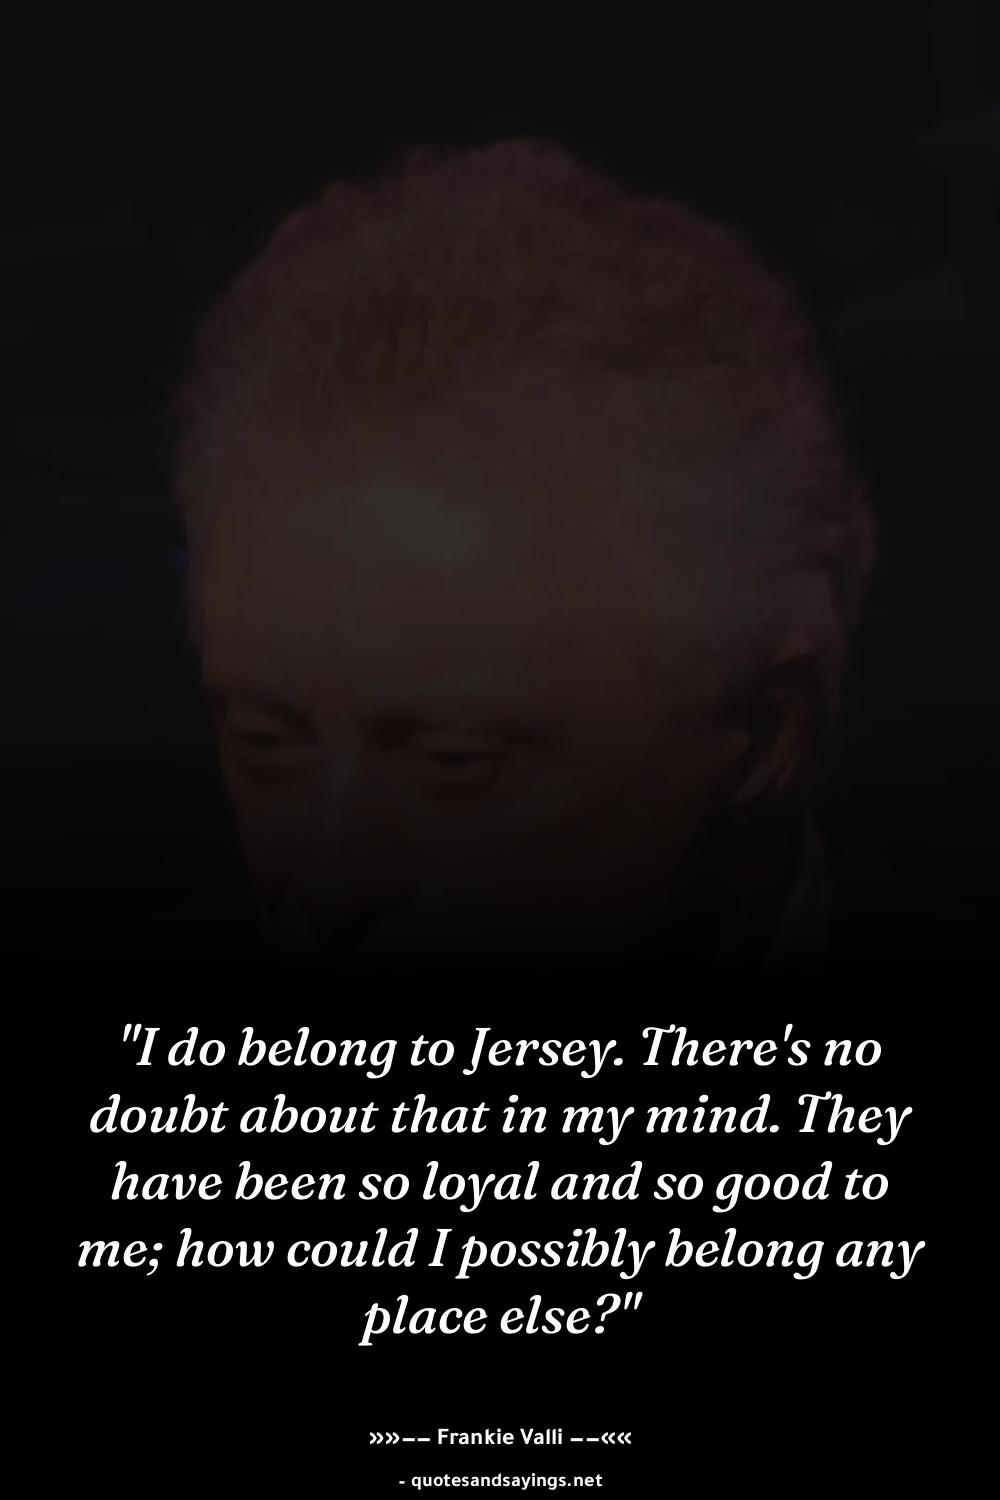 "I do belong to Jersey. There's no
doubt about that in my mind. They
have been so loyal and so good to
me; how could I possibly belong any
place else?"
»»–– Frankie Valli ––««
- quotesandsayings.net